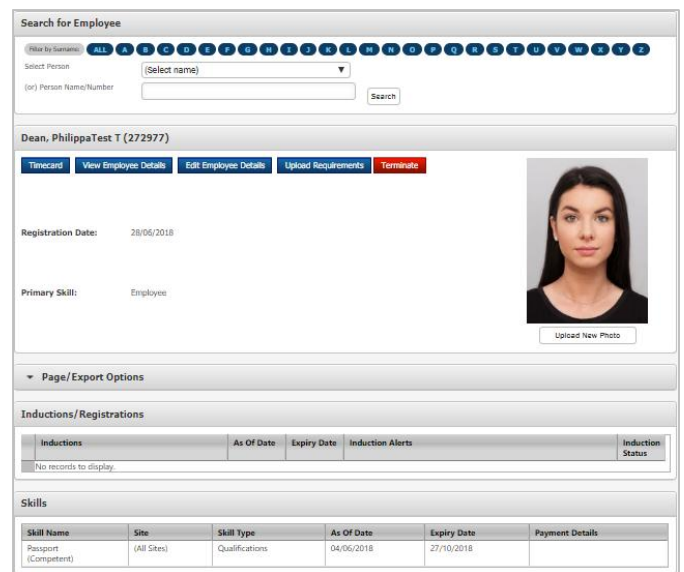 Search for Employee
Filter by Surname: ALL A B C D E F G H I J K L M N O P Q R S T U V W X Y Z
Select Person (Select name)
(or) Person Name/Number Search
Dean, PhilippaTest T (272977)
Timecard View Employee Details Edit Employee Details Upload Requirements Terminate
Registration Date: 28/06/2018
Primary Skill: Employee
Upload New Photo
Page/Export Options
Inductions/Registrations
Inductions As Of Date Expiry Date Induction Alerts Induction
Status
No records to display.
Skills
Skill Name Site Skill Type As Of Date Expiry Date Payment Details
Passport (All Sites) Qualifications 04/06/2018 27/10/2018
(Competent)